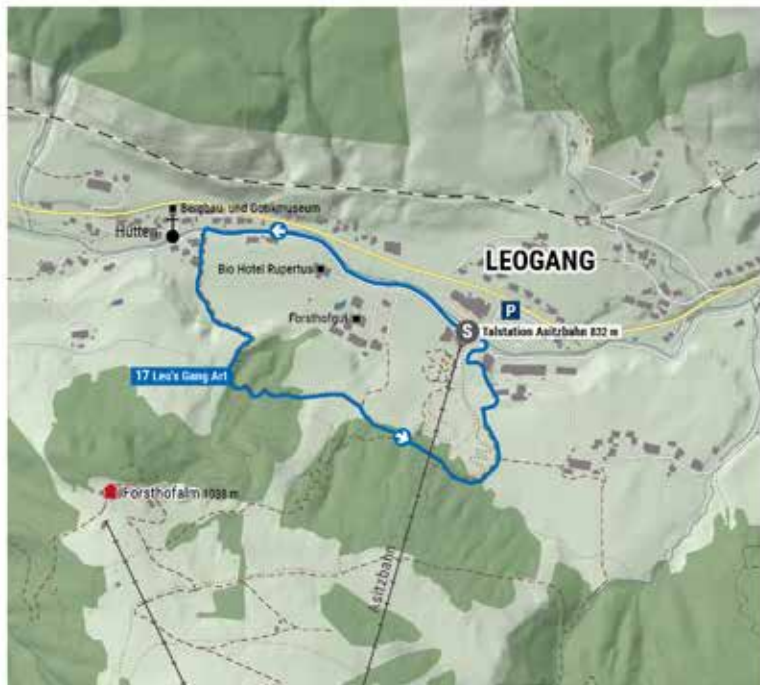 Bergbau- und Gotikmuseum
Hütten
LEOGANG
Bio Hotel Rupertus
P
Forsthofgut
S
Talstation Asitzbahn 832 m
17 Leo's Gang Art
Forsthofalm 1038 m
Asitzbahn